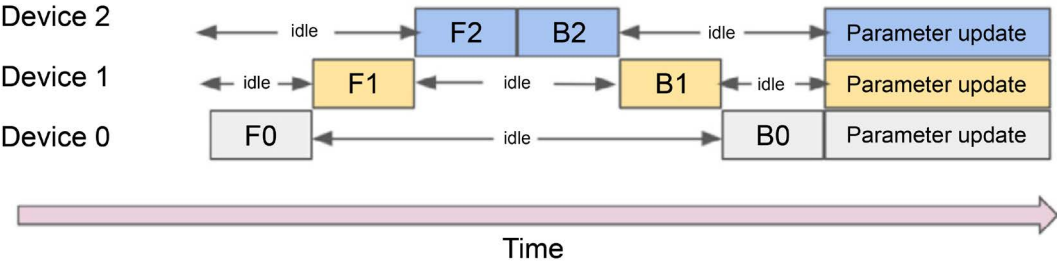 Device 2
idle
F2
B2
idle
Parameter update
Device 1
idle
F1
idle
B1
idle
Parameter update
Device 0
F0
idle
B0
Parameter update
Time